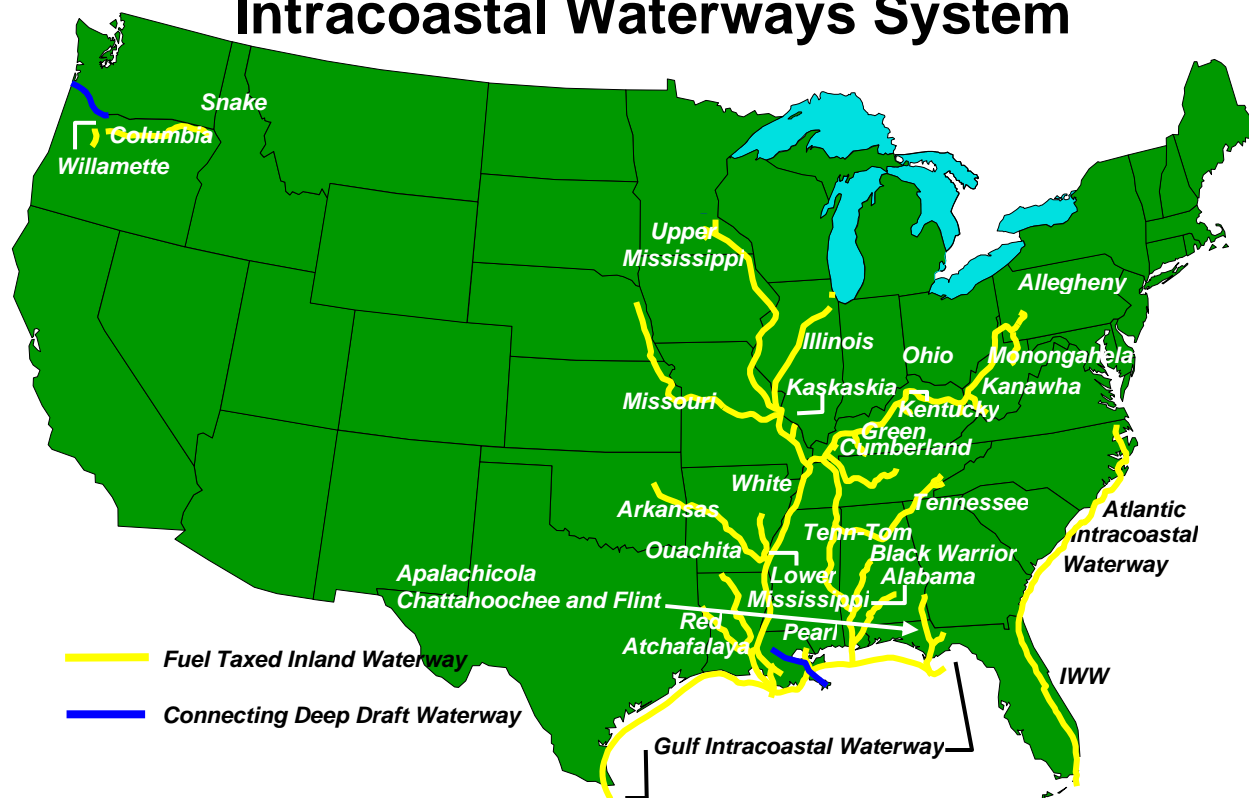 Intracoastal Waterways System
Snake
Columbia
Willamette
Upper
Mississippi
Allegheny
Illinois
Ohio
Monongahela
Kaskaskia
Kanawha
Missouri
Kentucky
Green
Cumberland
White
Tennessee
Arkansas
Atlantic
Intracoastal
Waterway
Tenn-Tom
Ouachita
Black Warrior
Lower
Mississippi
Alabama
Apalachicola
Chattahoochee and Flint
Red
Atchafalaya
Pearl
Fuel Taxed Inland Waterway
IWW
Connecting Deep Draft Waterway
Gulf Intracoastal Waterway